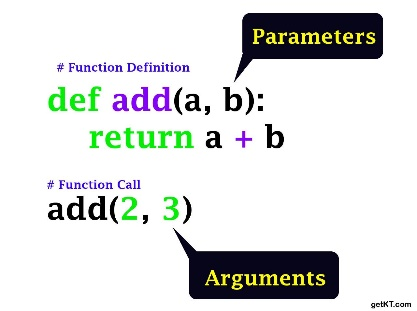 Parameters
# Function Definition
def add(a, b):
return a + b
# Function Call
add(2, 3)
Arguments
getKT.com